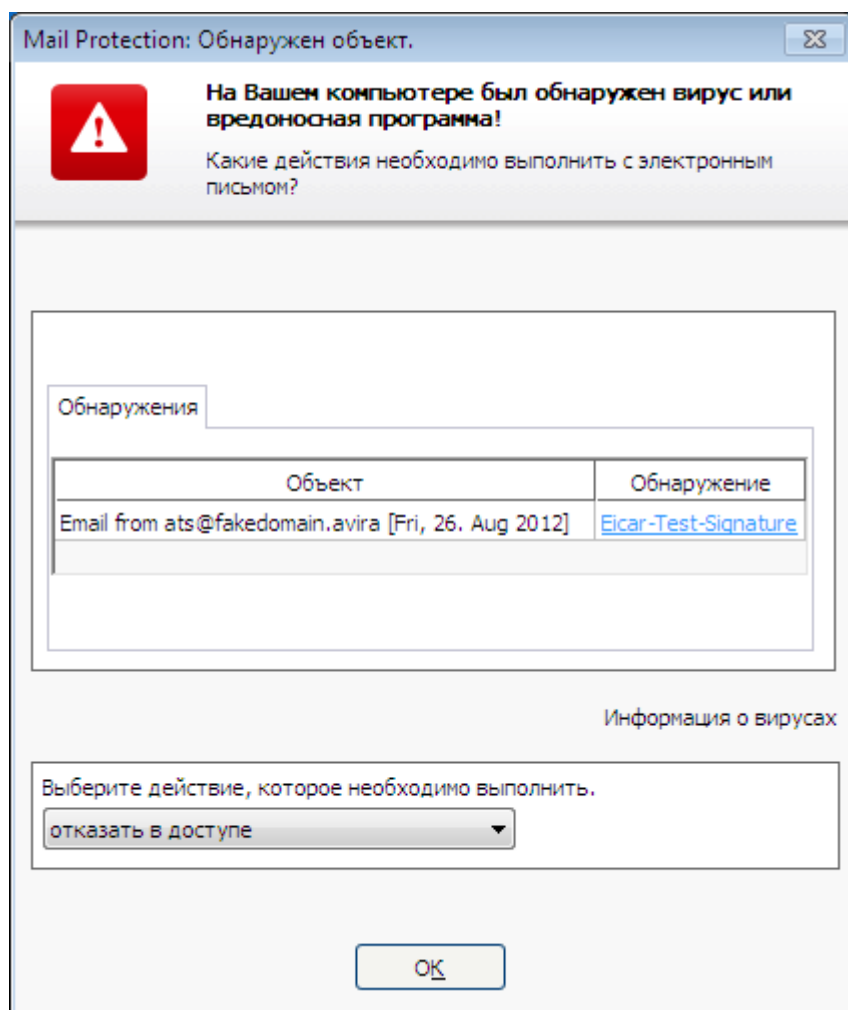 Mail Protection: Обнаружен объект.
На Вашем компьютере был обнаружен вирус или
вредоносная программа!
Какие действия необходимо выполнить с электронным
письмом?
Обнаружения
Объект Обнаружение
Email from ats@fakedomain.avira [Fri, 26. Aug 2012] Eicar-Test-Signature
Информация о вирусах
Выберите действие, которое необходимо выполнить.
отказать в доступе
OK